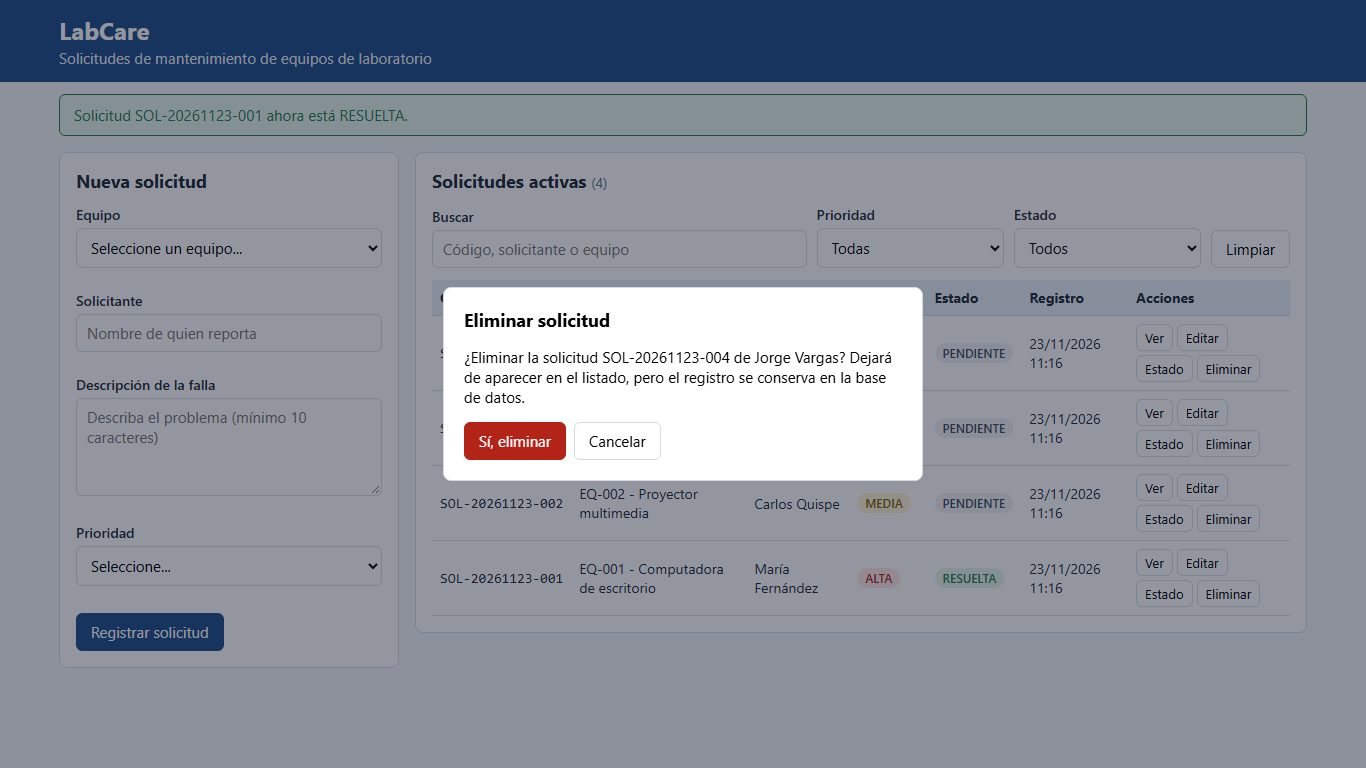 LabCare
Solicitudes de mantenimiento de equipos de laboratorio
Solicitud SOL-20261123-001 ahora está RESUELTA.
Nueva solicitud
Equipo
Seleccione un equipo...
Solicitante
Nombre de quien reporta
Descripción de la falla
Describa el problema (mínimo 10
caracteres)
Prioridad
Seleccione...
Registrar solicitud
Solicitudes activas (4)
Buscar
Prioridad
Estado
Código, solicitante o equipo
Todas
Todos
Limpiar
Estado
Registro
Acciones
PENDIENTE
23/11/2026
11:16
Ver
Editar
Estado
Eliminar
PENDIENTE
23/11/2026
11:16
Ver
Editar
Estado
Eliminar
SOL-20261123-002
EQ-002 - Proyector
multimedia
Carlos Quispe
MEDIA
PENDIENTE
23/11/2026
11:16
Ver
Editar
Estado
Eliminar
SOL-20261123-001
EQ-001 - Computadora
de escritorio
María
Fernández
ALTA
RESUELTA
23/11/2026
11:16
Ver
Editar
Estado
Eliminar
Eliminar solicitud
¿Eliminar la solicitud SOL-20261123-004 de Jorge Vargas? Dejará
de aparecer en el listado, pero el registro se conserva en la base
de datos.
Sí, eliminar
Cancelar